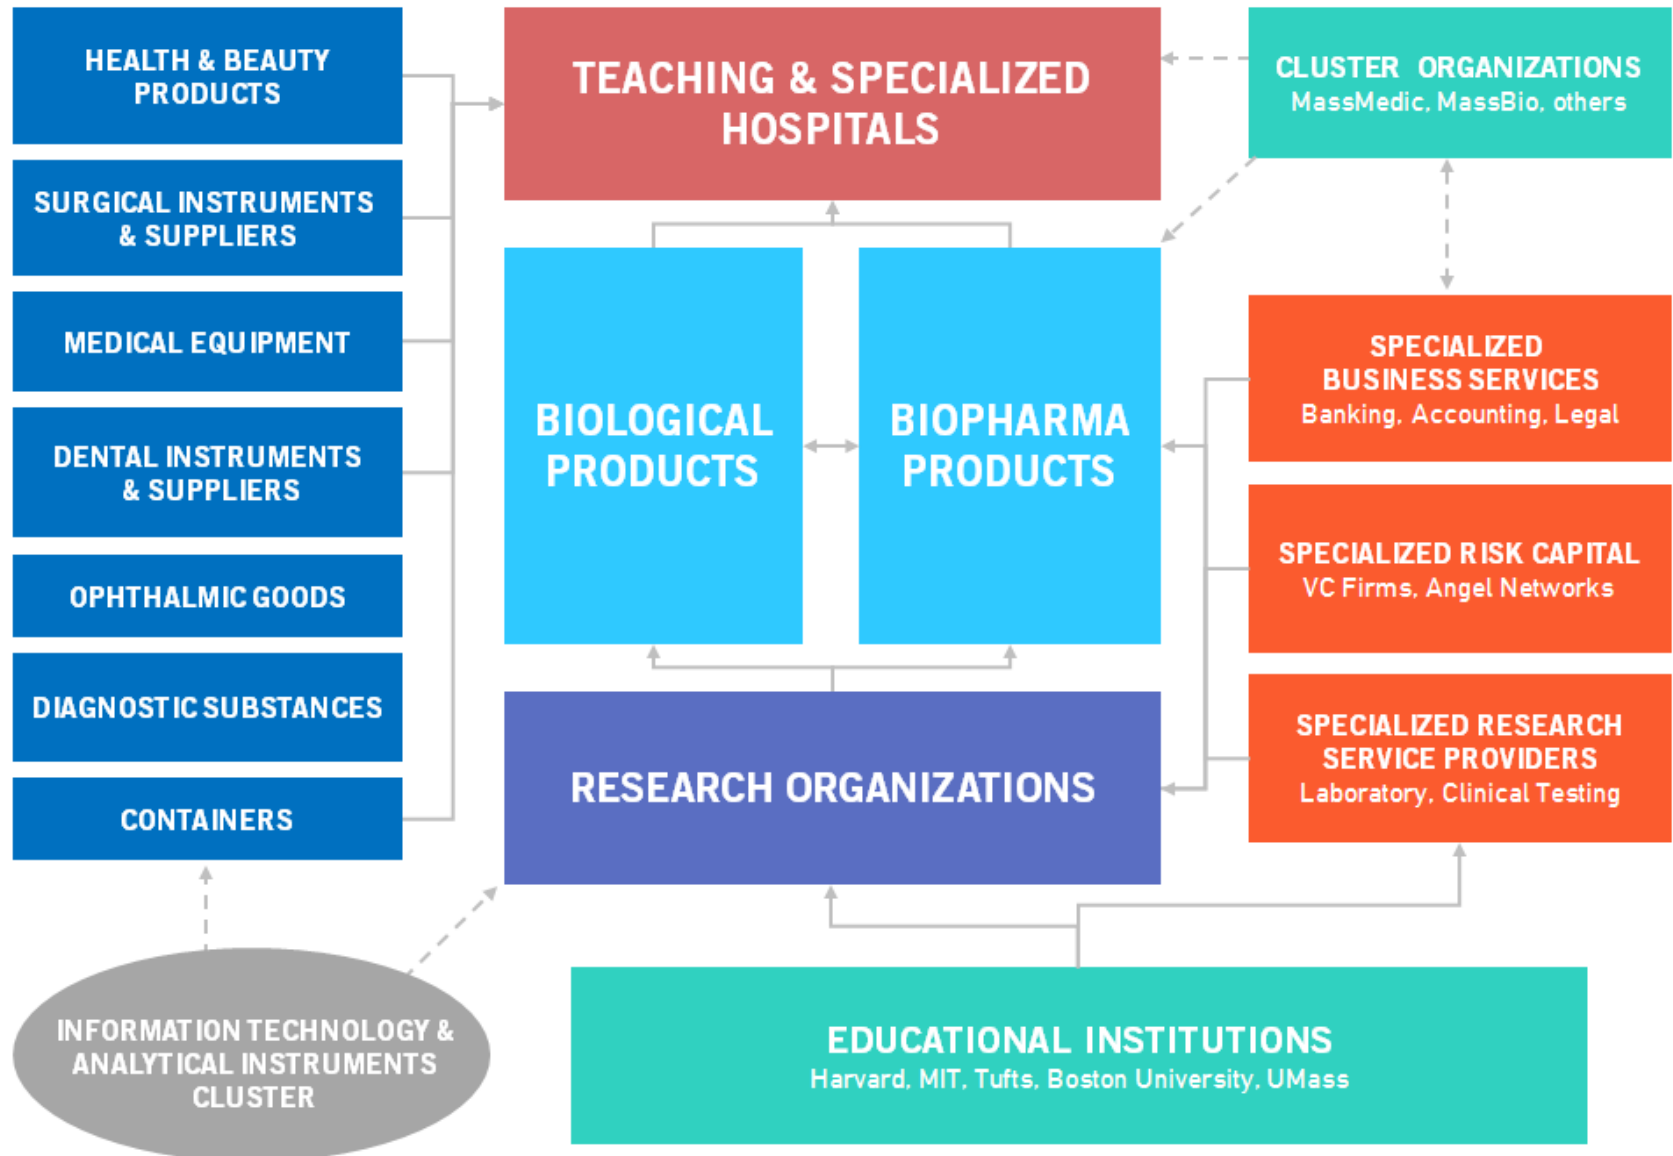 HEALTH & BEAUTY
PRODUCTS
SURGICAL INSTRUMENTS
& SUPPLIERS
MEDICAL EQUIPMENT
DENTAL INSTRUMENTS
& SUPPLIERS
OPHTHALMIC GOODS
DIAGNOSTIC SUBSTANCES
CONTAINERS
INFORMATION TECHNOLOGY &
ANALYTICAL INSTRUMENTS
CLUSTER
TEACHING & SPECIALIZED
HOSPITALS
BIOLOGICAL
PRODUCTS
BIOPHARMA
PRODUCTS
RESEARCH ORGANIZATIONS
EDUCATIONAL INSTITUTIONS
Harvard, MIT, Tufts, Boston University, UMass
CLUSTER ORGANIZATIONS
MassMedic, MassBio, others
SPECIALIZED
BUSINESS SERVICES
Banking, Accounting, Legal
SPECIALIZED RISK CAPITAL
VC Firms, Angel Networks
SPECIALIZED RESEARCH
SERVICE PROVIDERS
Laboratory, Clinical Testing